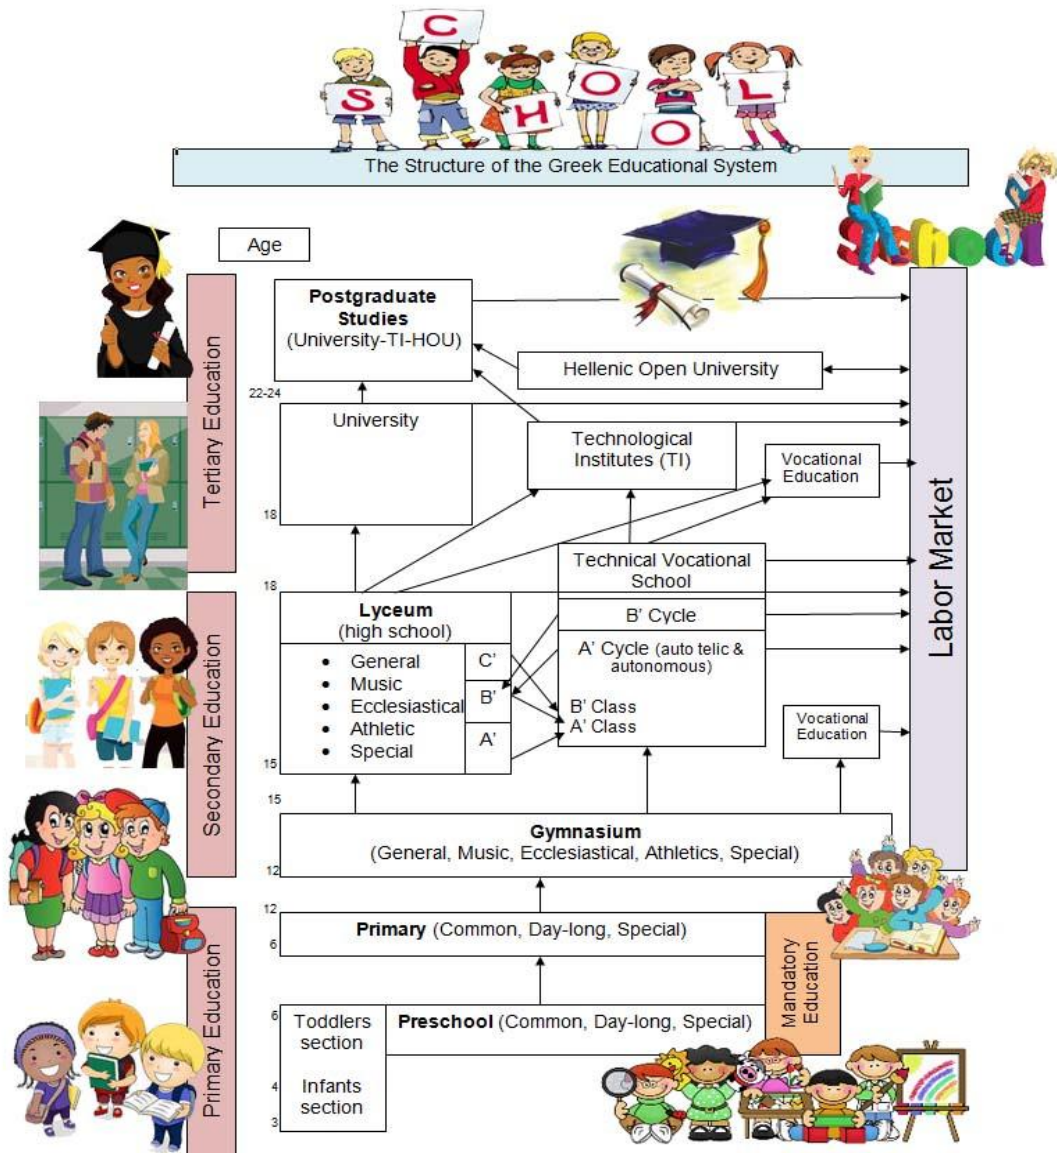 S C H O O L
The Structure of the Greek Educational System
School
Age
Tertiary Education
Postgraduate
Studies
(University-TI-HOU)
Hellenic Open University
22-24
University
Technological
Institutes (TI)
Vocational
Education
18
Labor Market
Technical Vocational
School
18
Secondary Education
Lyceum
(high school)
• General
• Music
• Ecclesiastical
• Athletic
• Special
C’
B’
A’
B’ Cycle
A’ Cycle (auto telic &
autonomous)
B’ Class
A’ Class
Vocational
Education
15
15
Gymnasium
(General, Music, Ecclesiastical, Athletics, Special)
12
Primary Education
12
Primary (Common, Day-long, Special)
6
Mandatory
Education
6
Toddlers
section
Preschool (Common, Day-long, Special)
4
Infants
section
3